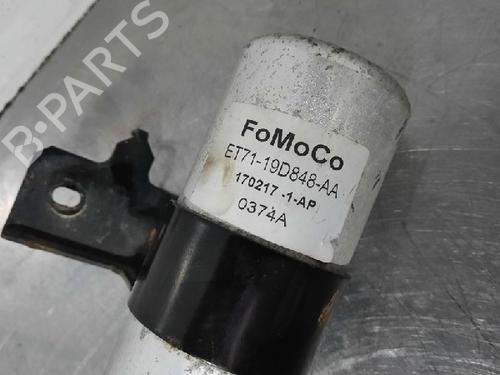 B-PARTS
FoMoCo
ET71-19D848-AA
170217 -1-AP
0374A